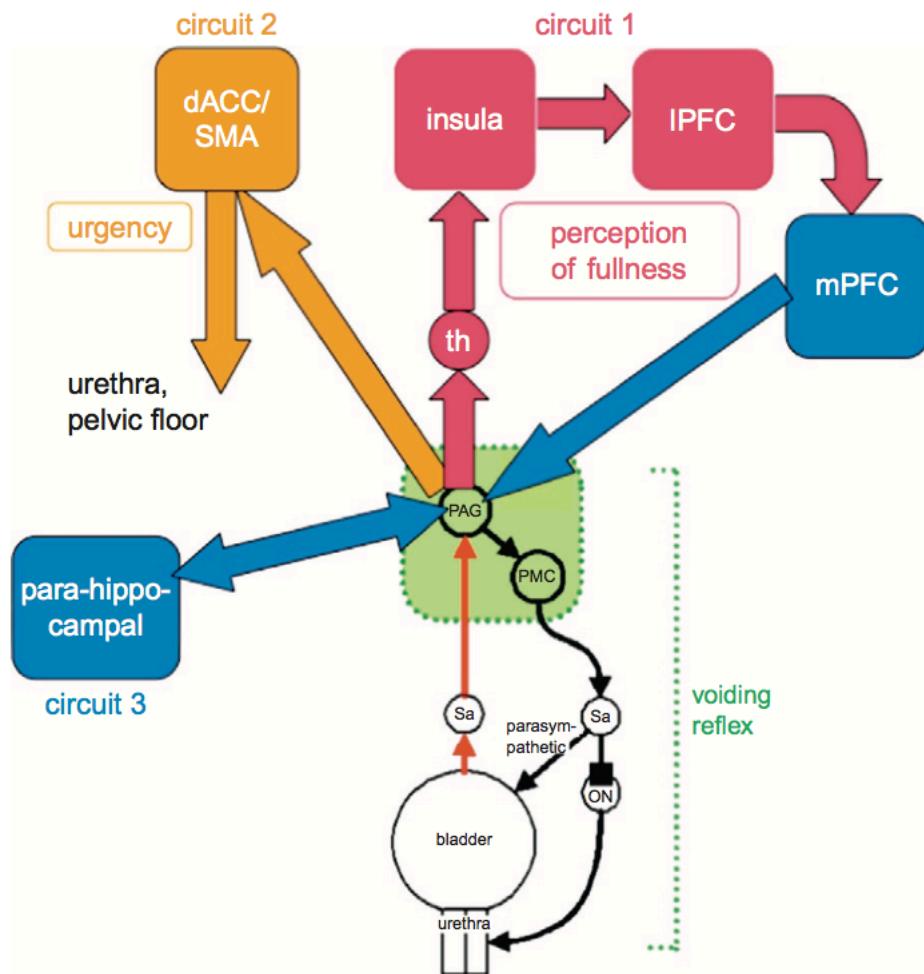 circuit 2
circuit 1
dACC/
SMA
insula
lPFC
urgency
perception
of fullness
mPFC
th
urethra,
pelvic floor
PAG
PMC
para-hippo-
campal
circuit 3
Sa
parasym-
pathetic
Sa
voiding
reflex
ON
bladder
urethra